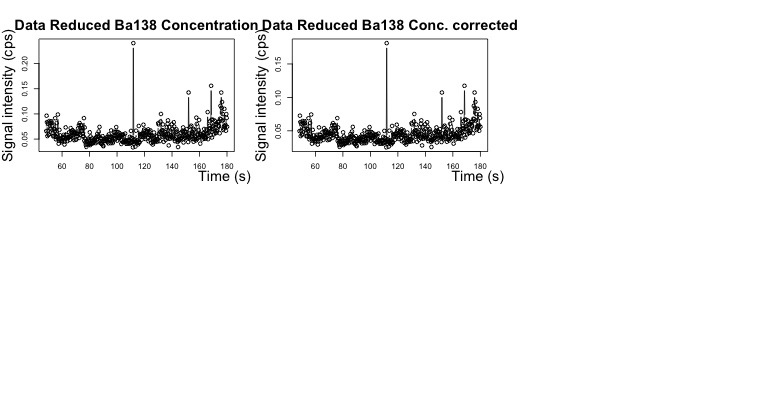 Data Reduced Ba138 Concentration
Signal intensity (cps)
0.20
0.15
0.10
0.05
60 80 100 120 140 160 180
Time (s)
Data Reduced Ba138 Conc. corrected
Signal intensity (cps)
0.15
0.10
0.05
60 80 100 120 140 160 180
Time (s)